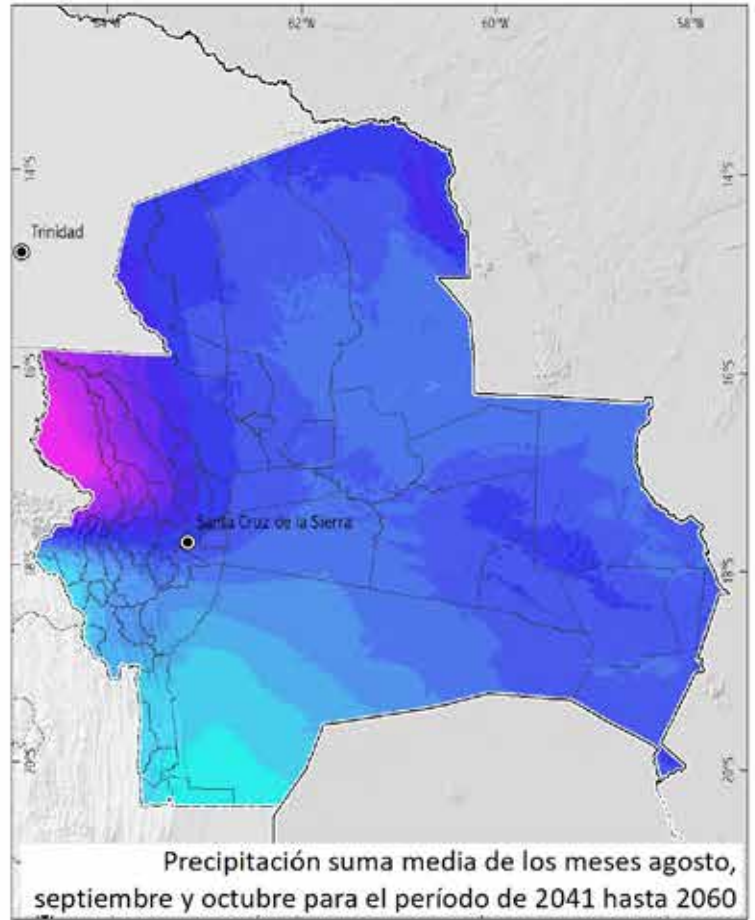 64°W 62°W 60°W 58°W
14°S 14°S
Trinidad
16°S 16°S
Santa Cruz de la Sierra
18°S 18°S
20°S 20°S
Precipitación suma media de los meses agosto,
septiembre y octubre para el período de 2041 hasta 2060